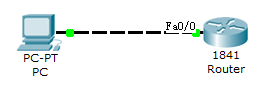 Fa0/0
PC-PT
PC
1841
Router